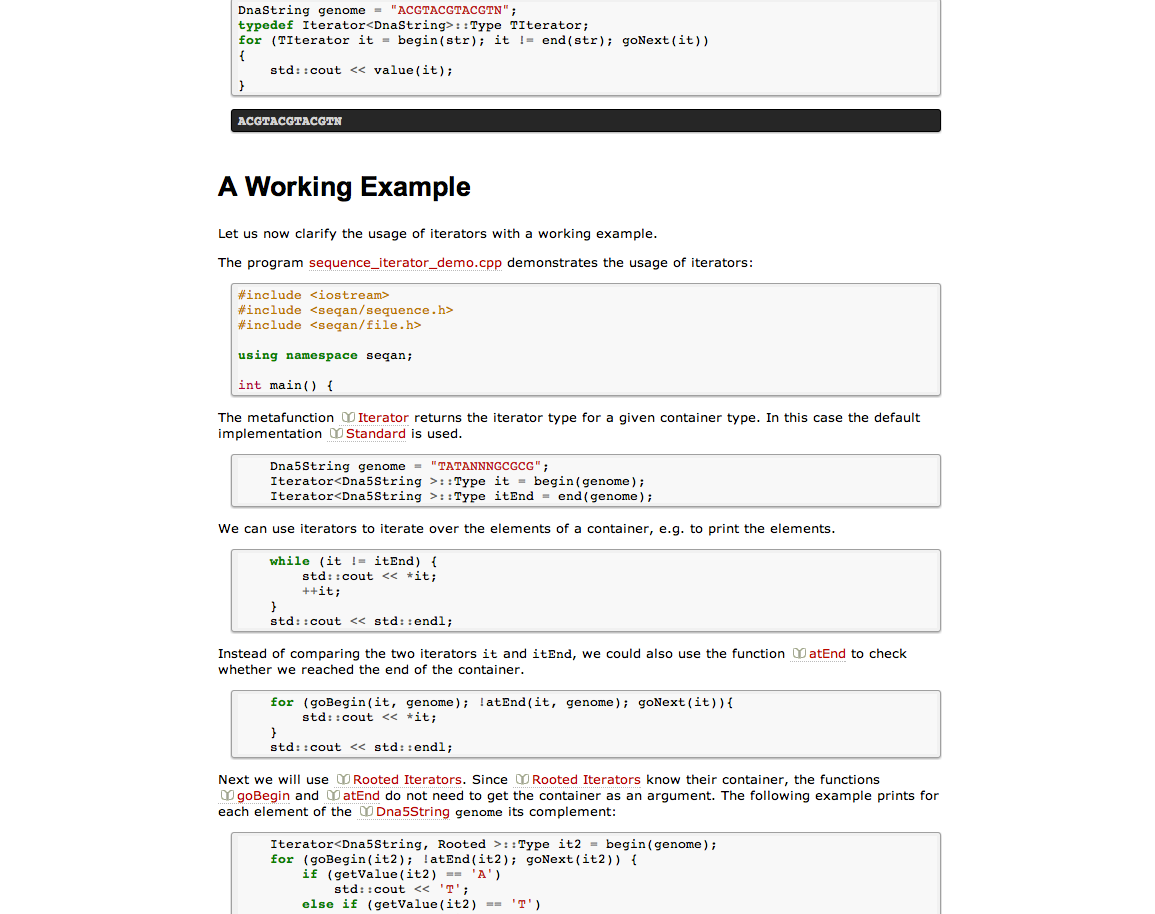 DnaString genome = "ACGTACGTACGTN";
typedef Iterator<DnaString>::Type TIterator;
for (TIterator it = begin(str); it != end(str); goNext(it))
{
    std::cout << value(it);
}
ACGTACGTACGTN
A Working Example
Let us now clarify the usage of iterators with a working example.
The program sequence_iterator_demo.cpp demonstrates the usage of iterators:
#include <iostream>
#include <seqan/sequence.h>
#include <seqan/file.h>
using namespace seqan;
int main() {
The metafunction Iterator returns the iterator type for a given container type. In this case the default
implementation Standard is used.
    Dna5String genome = "TATANNNGCGCG";
    Iterator<Dna5String >::Type it = begin(genome);
    Iterator<Dna5String >::Type itEnd = end(genome);
We can use iterators to iterate over the elements of a container, e.g. to print the elements.
    while (it != itEnd) {
        std::cout << *it;
        ++it;
    }
    std::cout << std::endl;
Instead of comparing the two iterators it and itEnd, we could also use the function atEnd to check
whether we reached the end of the container.
    for (goBegin(it, genome); !atEnd(it, genome); goNext(it)){
        std::cout << *it;
    }
    std::cout << std::endl;
Next we will use Rooted Iterators. Since Rooted Iterators know their container, the functions
goBegin and atEnd do not need to get the container as an argument. The following example prints for
each element of the Dna5String genome its complement:
    Iterator<Dna5String, Rooted >::Type it2 = begin(genome);
    for (goBegin(it2); !atEnd(it2); goNext(it2)) {
        if (getValue(it2) == 'A')
            std::cout << 'T';
        else if (getValue(it2) == 'T')